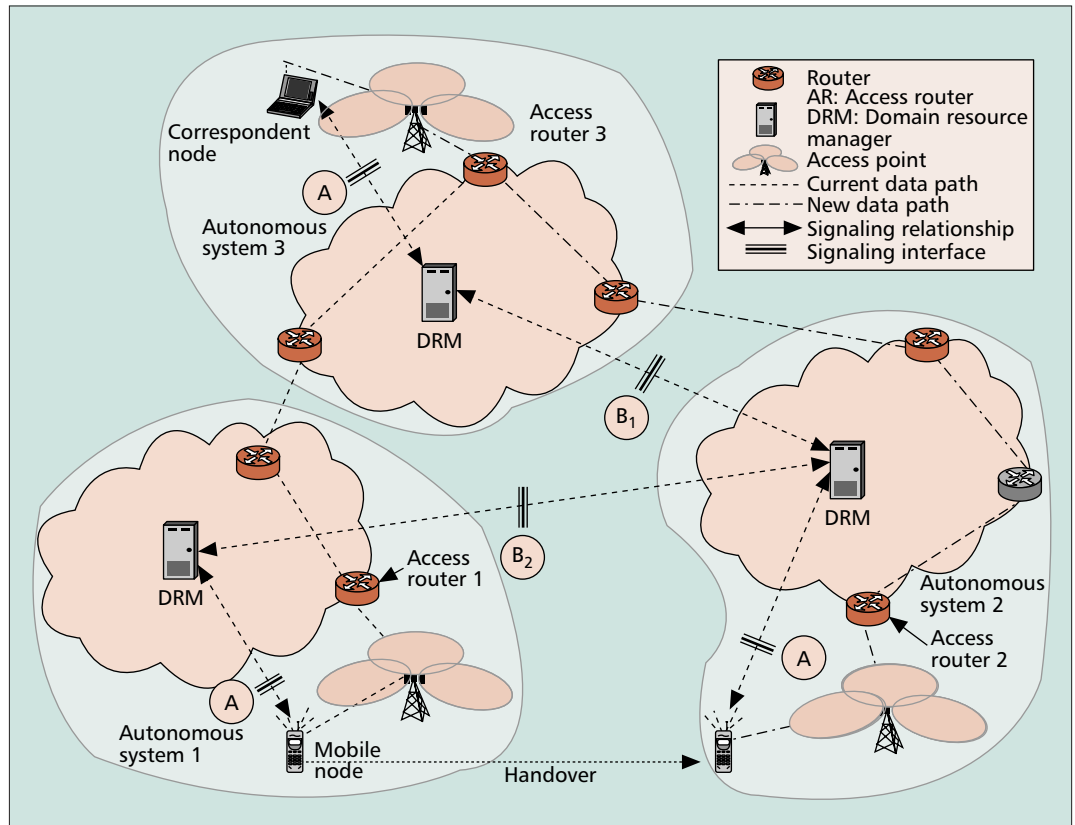 Correspondent
node
Access
router 3
A
Autonomous
system 3
DRM
Router
AR: Access router
DRM: Domain resource
manager
Access point
Current data path
New data path
Signaling relationship
Signaling interface
B1
B2
DRM
Access
router 1
A
Autonomous
system 1
Mobile
node
Handover
DRM
Autonomous
system 2
Access
router 2
A